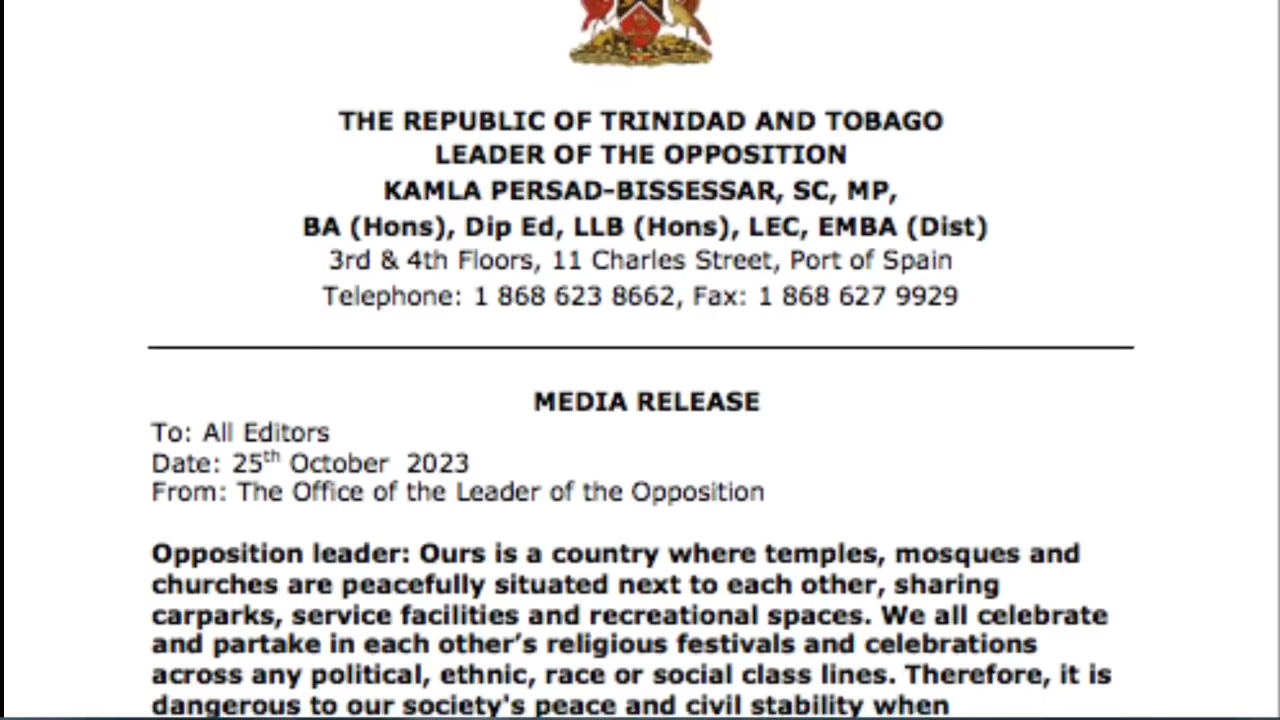 THE REPUBLIC OF TRINIDAD AND TOBAGO
LEADER OF THE OPPOSITION
KAMLA PERSAD-BISSESSAR, SC, MP,
BA (Hons), Dip Ed, LLB (Hons), LEC, EMBA (Dist)
3rd & 4th Floors, 11 Charles Street, Port of Spain
Telephone: 1 868 623 8662, Fax: 1 868 627 9929
MEDIA RELEASE
To: All Editors
Date: 25th October 2023
From: The Office of the Leader of the Opposition
Opposition leader: Ours is a country where temples, mosques and
churches are peacefully situated next to each other, sharing
carparks, service facilities and recreational spaces. We all celebrate
and partake in each other’s religious festivals and celebrations
across any political, ethnic, race or social class lines. Therefore, it is
dangerous to our society's peace and civil stability when